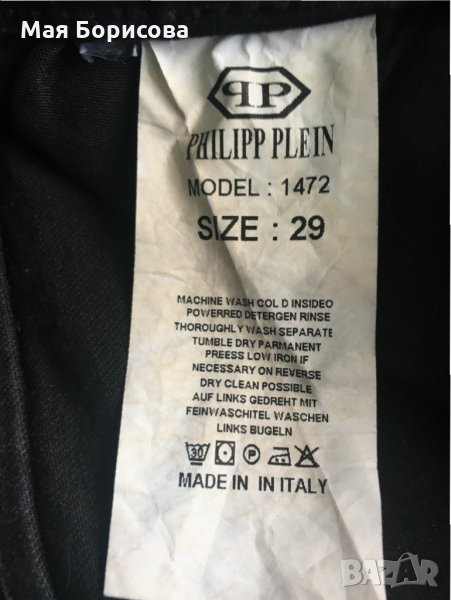 Мая Борисова
PHILIPP PLEIN
MODEL : 1472
SIZE : 29
MACHINE WASH COL D INSIDEO
POWERRED DETERGEN RINSE
THOROUGHLY WASH SEPARATE
TUMBLE DRY PARMANENT
PREESS LOW IRON IF
NECESSARY ON REVERSE
DRY CLEAN POSSIBLE
AUF LINKS GEDREHT MIT
FEINWASCHITEL WASCHEN
LINKS BUGELN
30 P
MADE IN IN ITALY
BAZAR